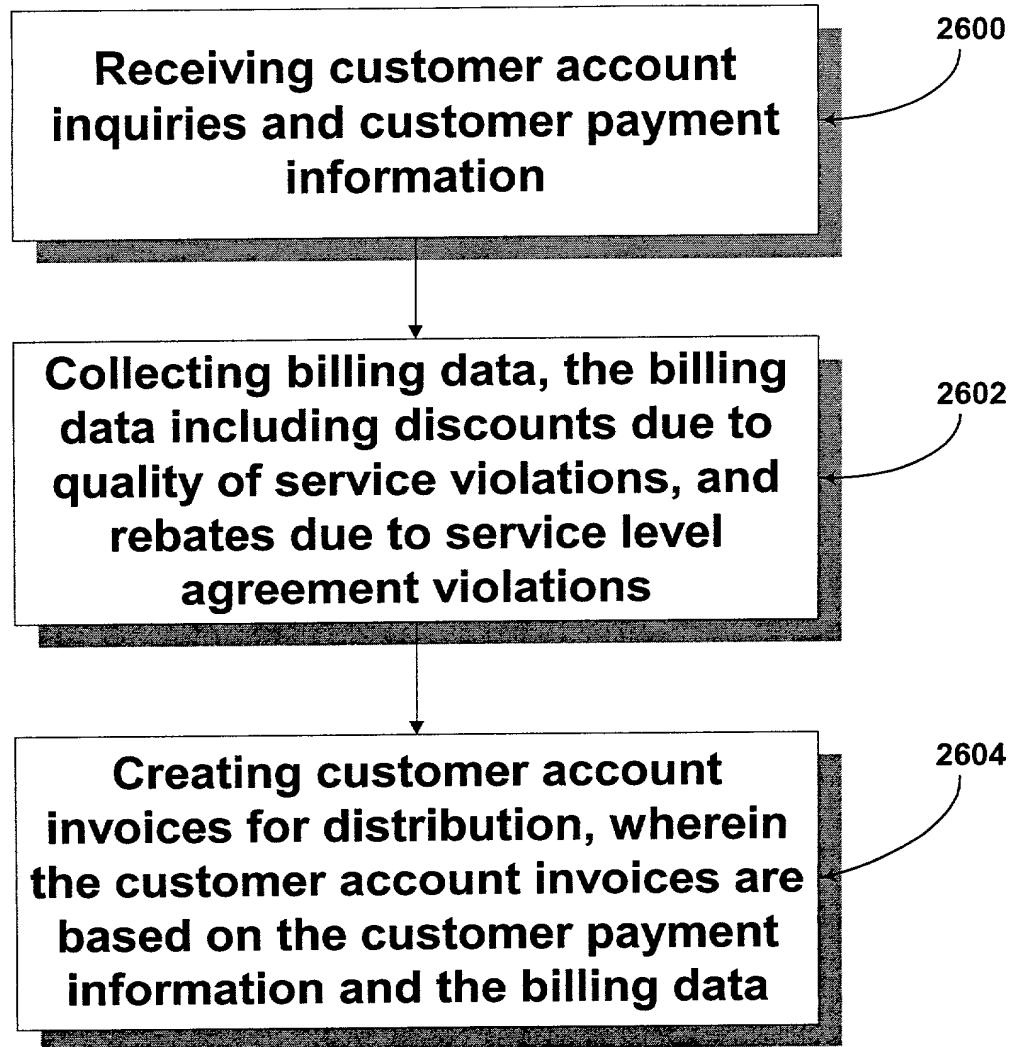 Receiving customer account
inquiries and customer payment
information
2600
Collecting billing data, the billing
data including discounts due to
quality of service violations, and
rebates due to service level
agreement violations
2602
Creating customer account
invoices for distribution, wherein
the customer account invoices are
based on the customer payment
information and the billing data
2604